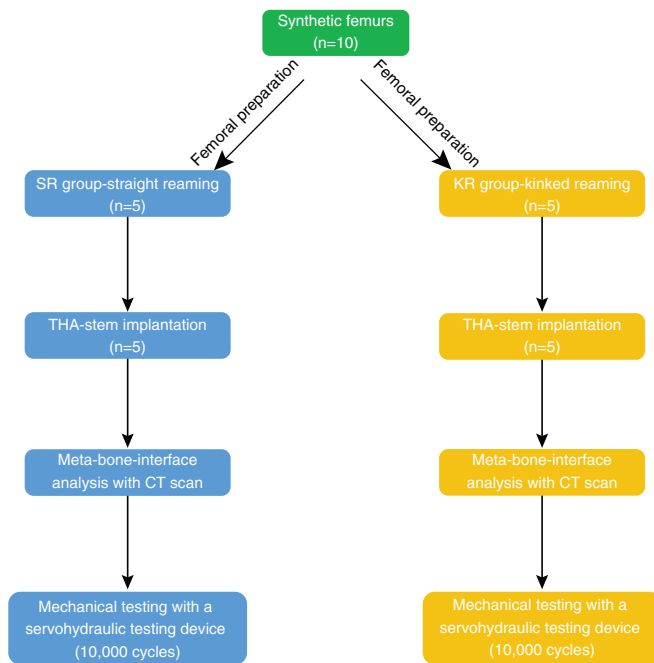 Synthetic femurs
(n=10)
Femoral preparation
Femoral preparation
SR group-straight reaming
(n=5)
KR group-kinked reaming
(n=5)
THA-stem implantation
(n=5)
THA-stem implantation
(n=5)
Meta-bone-interface
analysis with CT scan
Meta-bone-interface
analysis with CT scan
Mechanical testing with a
servohydraulic testing device
(10,000 cycles)
Mechanical testing with a
servohydraulic testing device
(10,000 cycles)